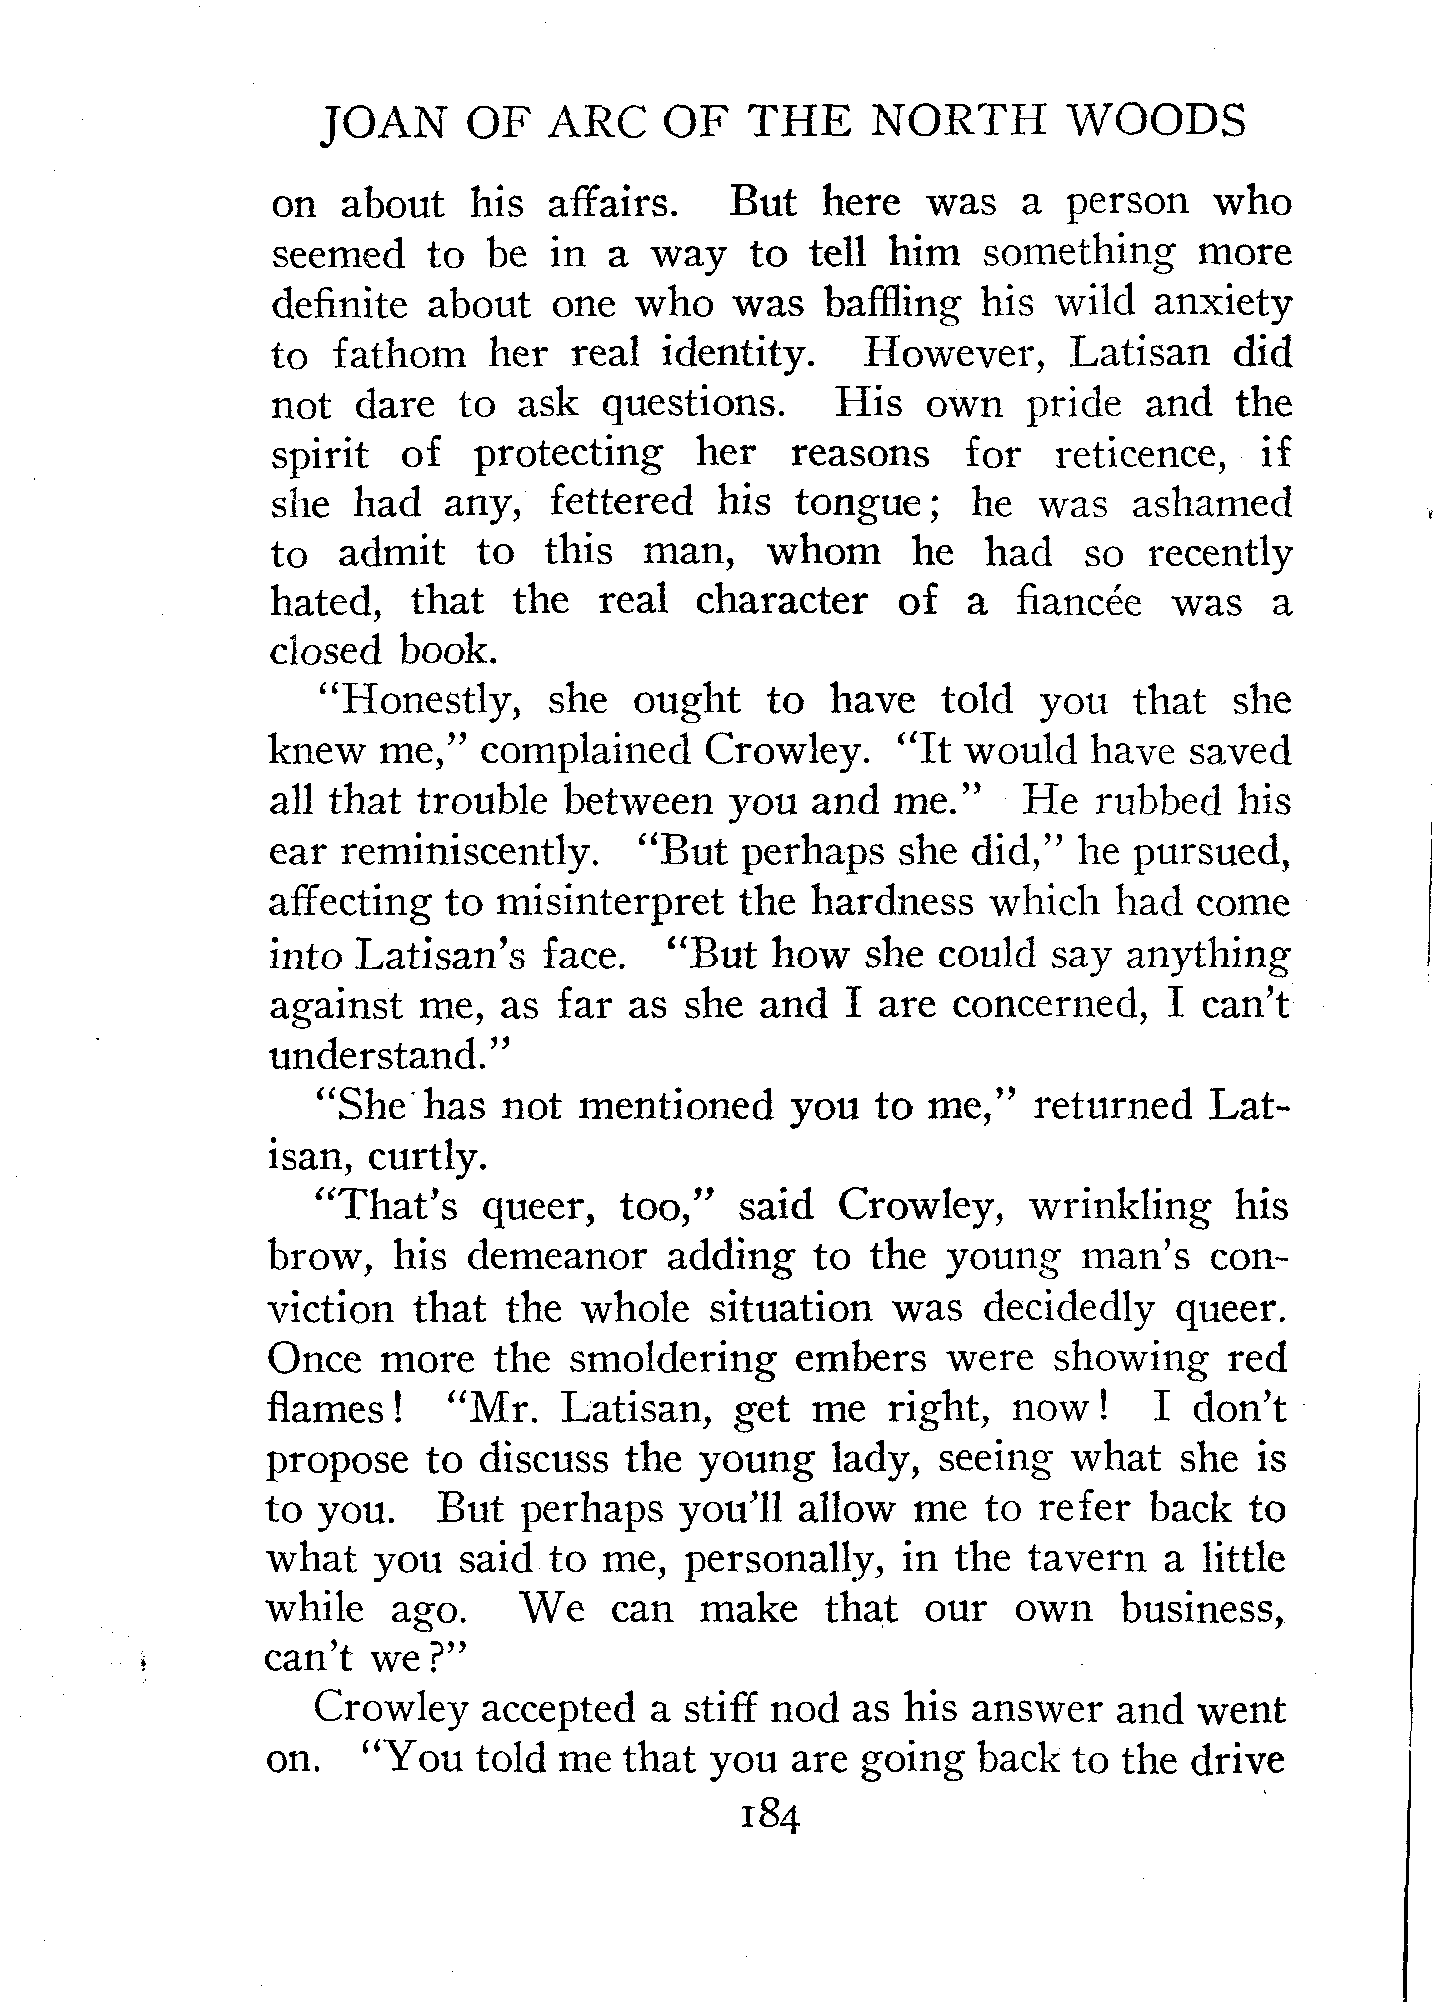 JOAN OF ARC OF THE NORTH WOODS
on about his affairs. But here was a person who
seemed to be in a way to tell him something more
definite about one who was baffling his wild anxiety
to fathom her real identity. However, Latisan did
not dare to ask questions. His own pride and the
spirit of protecting her reasons for reticence, if
she had any, fettered his tongue; he was ashamed
to admit to this man, whom he had so recently
hated, that the real character of a fiancée was a
closed book.
"Honestly, she ought to have told you that she
knew me," complained Crowley. "It would have saved
all that trouble between you and me." He rubbed his
ear reminiscently. "But perhaps she did," he pursued,
affecting to misinterpret the hardness which had come
into Latisan's face. "But how she could say anything
against me, as far as she and I are concerned, I can't
understand."
"She has not mentioned you to me," returned Lat-
isan, curtly.
"That's queer, too," said Crowley, wrinkling his
brow, his demeanor adding to the young man's con-
viction that the whole situation was decidedly queer.
Once more the smoldering embers were showing red
flames! "Mr. Latisan, get me right, now! I don't
propose to discuss the young lady, seeing what she is
to you. But perhaps you'll allow me to refer back to
what you said to me, personally, in the tavern a little
while ago. We can make that our own business,
can't we?"
Crowley accepted a stiff nod as his answer and went
on. "You told me that you are going back to the drive
184